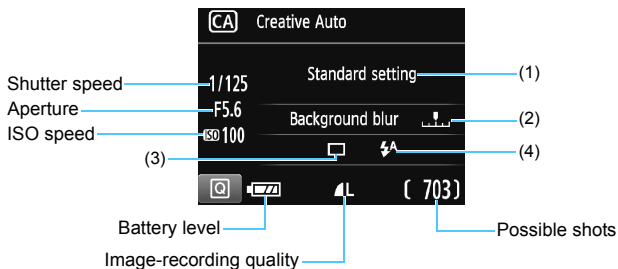 CA Creative Auto
Shutter speed
1/125
Standard setting
(1)
Aperture
F5.6
Background blur
(2)
ISO speed
ISO 100
(3)
A
(4)
Q
L
[ 703]
Battery level
Possible shots
Image-recording quality